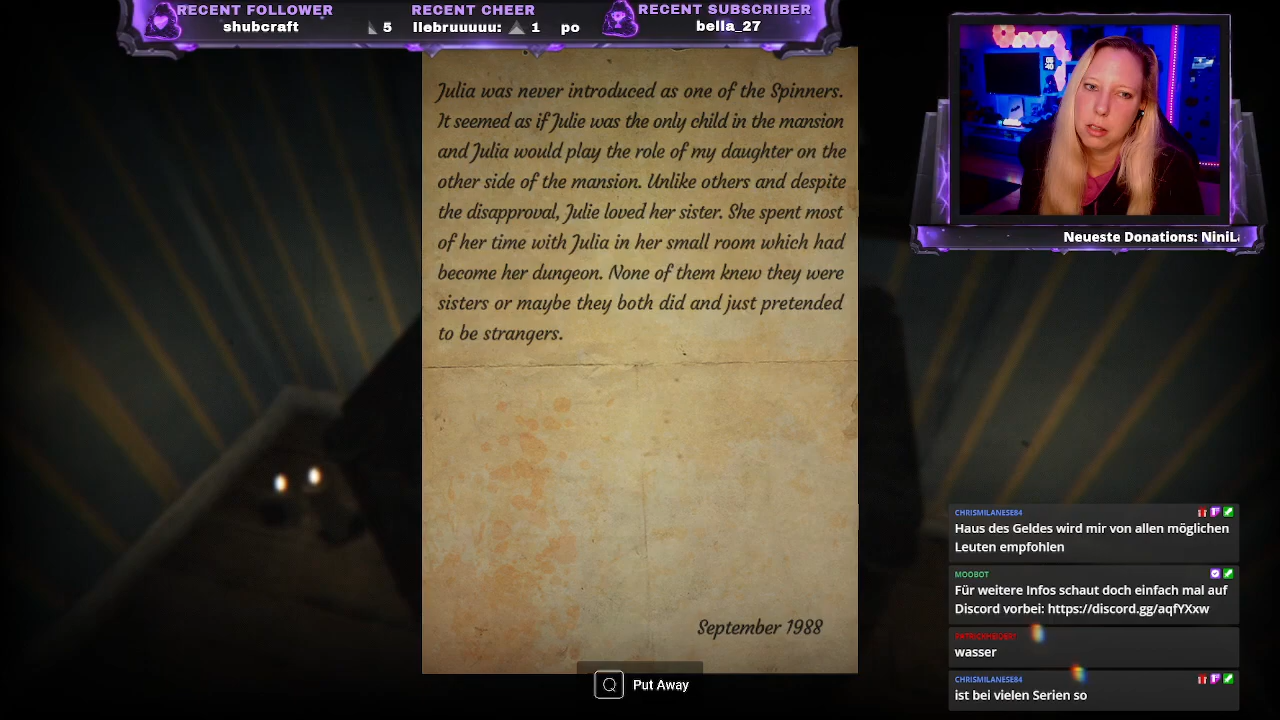 RECENT FOLLOWER
shubcraft
RECENT CHEER
5 llebruuuuu: 1 po
RECENT SUBSCRIBER
bella_27
Julia was never introduced as one of the Spinners.
It seemed as if Julie was the only child in the mansion
and Julia would play the role of my daughter on the
other side of the mansion. Unlike others and despite
the disapproval, Julie loved her sister. She spent most
of her time with Julia in her small room which had
become her dungeon. None of them knew they were
sisters or maybe they both did and just pretended
to be strangers.
September 1988
Q Put Away
Neueste Donations: NiniL
CHRISMILANESE84
Haus des Geldes wird mir von allen möglichen
Leuten empfohlen
MOOBOT
Für weitere Infos schaut doch einfach mal auf
Discord vorbei: https://discord.gg/aqfYXxw
wasser
CHRISMILANESE84
ist bei vielen Serien so